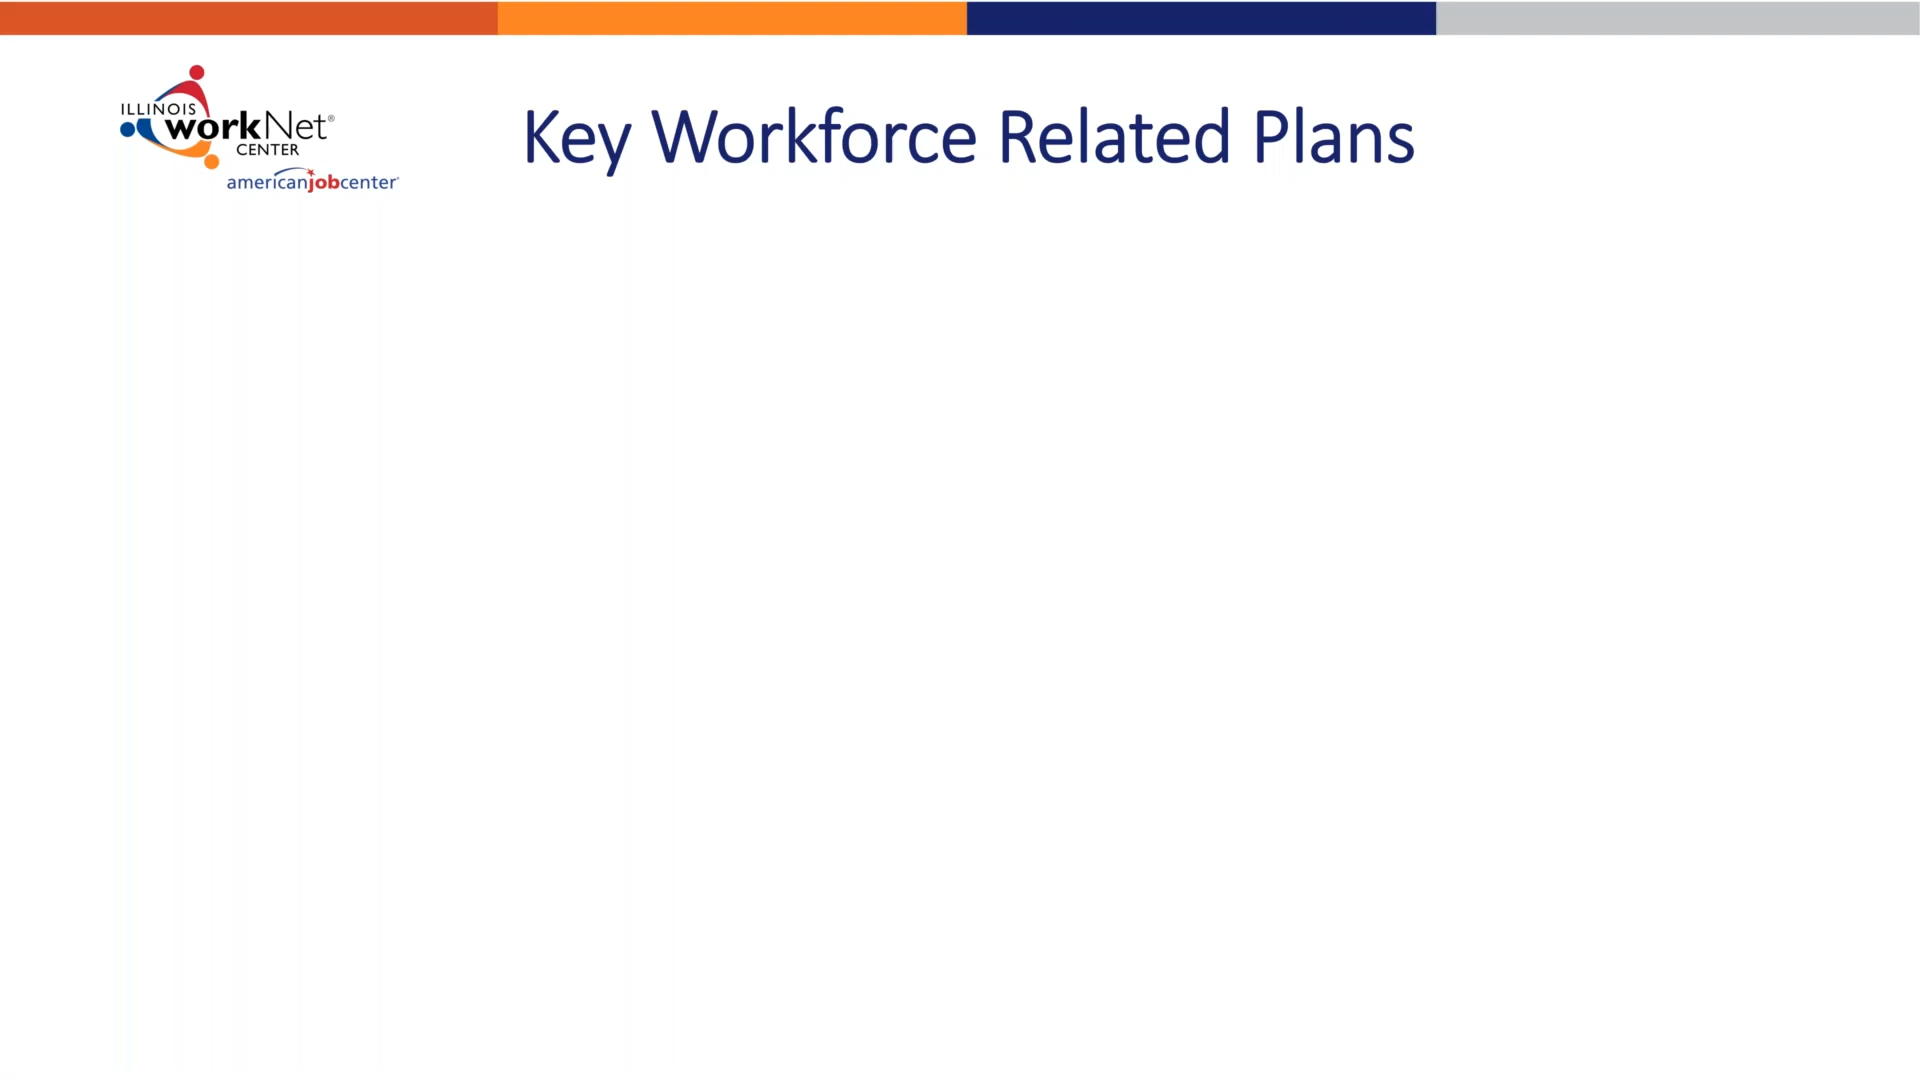 ILLINOIS
workNet®
CENTER
americanjobcenter®
Key Workforce Related Plans